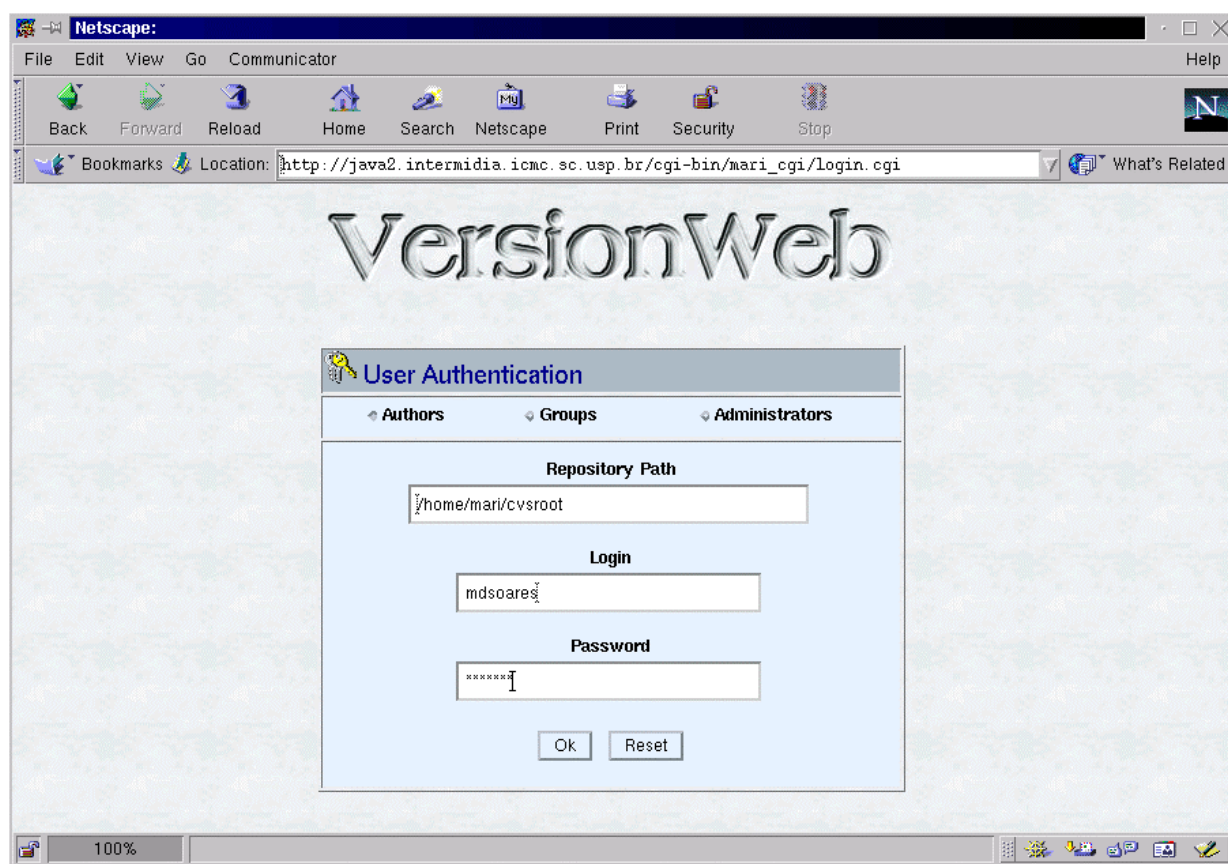 Netscape:
File Edit View Go Communicator Help
Back Forward Reload Home Search Netscape Print Security Stop
My
N
Bookmarks Location: http://java2.intermidia.icmc.sc.usp.br/cgi-bin/mari_cgi/login.cgi What's Related
VersionWeb
User Authentication
Authors Groups Administrators
Repository Path
/home/mari/cvsroot
Login
mdsoares
Password
*******
Ok Reset
100%